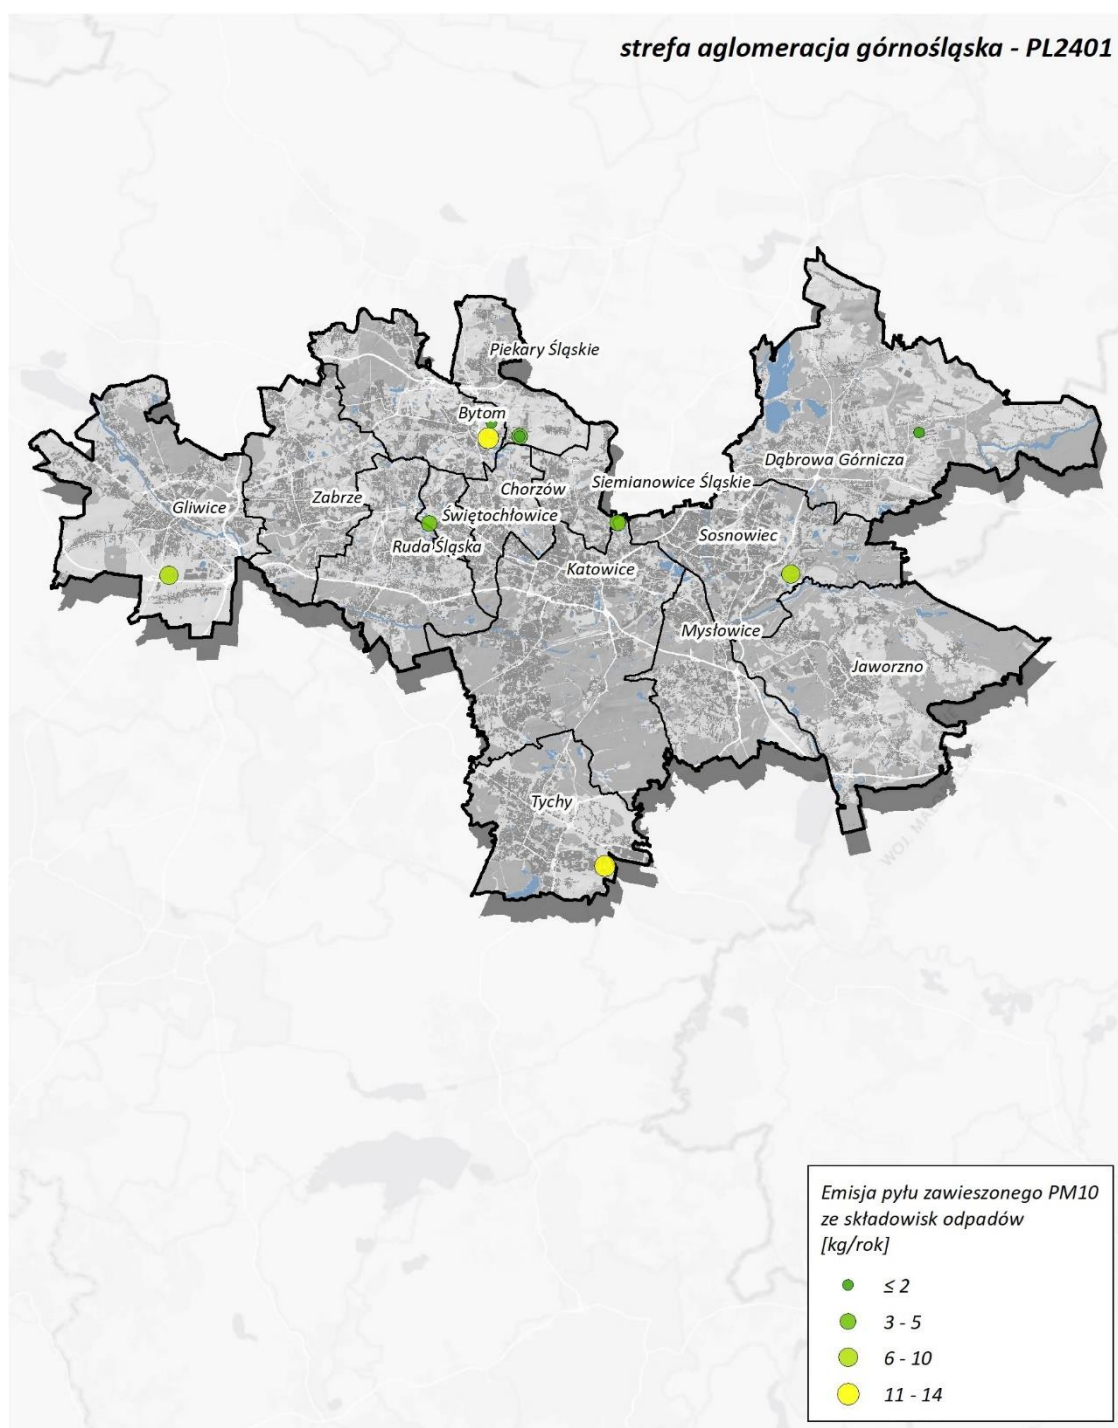 strefa aglomeracja górnośląska - PL2401
Piekary Śląskie
Bytom
Dąbrowa Górnicza
Siemianowice Śląskie
Chorzów
Zabrze
Gliwice
Świętochłowice
Sosnowiec
Ruda Śląska
Katowice
Mysłowice
Jaworzno
Tychy
Emisja pyłu zawieszonego PM10
ze składowisk odpadów
[kg/rok]
≤ 2
3 - 5
6 - 10
11 - 14